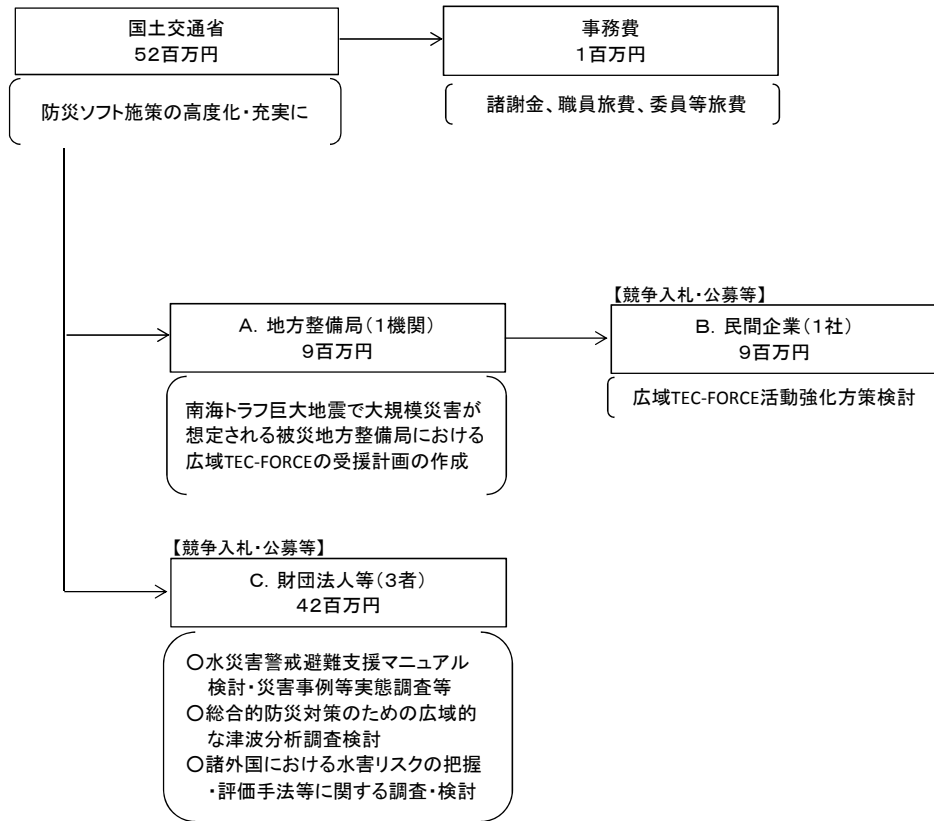 国土交通省
52百万円
事務費
1百万円
防災ソフト施策の高度化・充実に
諸謝金、職員旅費、委員等旅費
【競争入札・公募等】
A．地方整備局（1機関）
9百万円
B．民間企業（1社）
9百万円
南海トラフ巨大地震で大規模災害が
想定される被災地方整備局における
広域TEC-FORCEの受援計画の作成
広域TEC-FORCE活動強化方策検討
【競争入札・公募等】
C．財団法人等（3者）
42百万円
○水災害警戒避難支援マニュアル
検討・災害事例等実態調査等
○総合的防災対策のための広域的
な津波分析調査検討
○諸外国における水害リスクの把握
・評価手法等に関する調査・検討